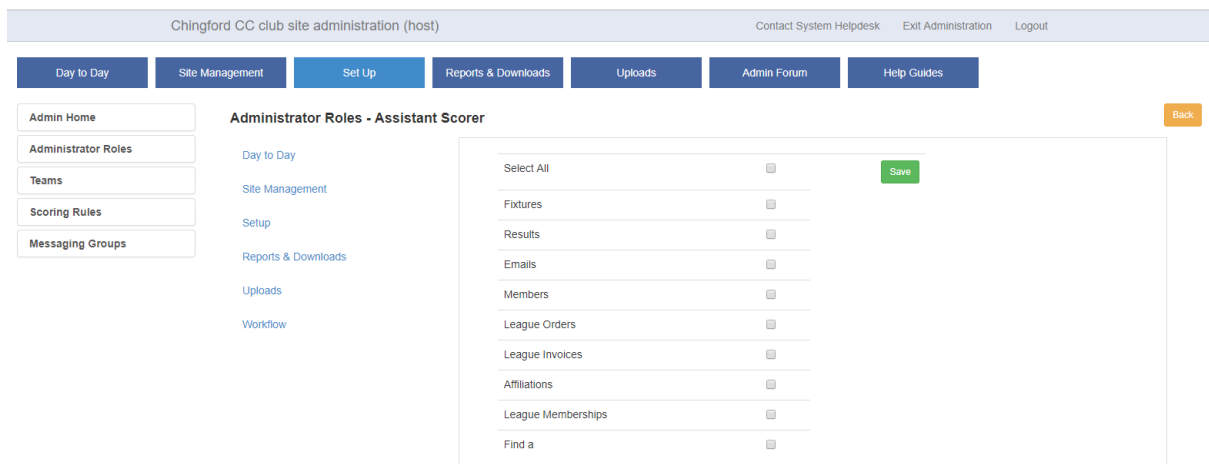 Chingford CC club site administration (host)
Contact System Helpdesk Exit Administration Logout
Day to Day Site Management Set Up Reports & Downloads Uploads Admin Forum Help Guides
Admin Home
Administrator Roles
Teams
Scoring Rules
Messaging Groups
Administrator Roles - Assistant Scorer
Back
Day to Day
Site Management
Setup
Reports & Downloads
Uploads
Workflow
Select All
Save
Fixtures
Results
Emails
Members
League Orders
League Invoices
Affiliations
League Memberships
Find a